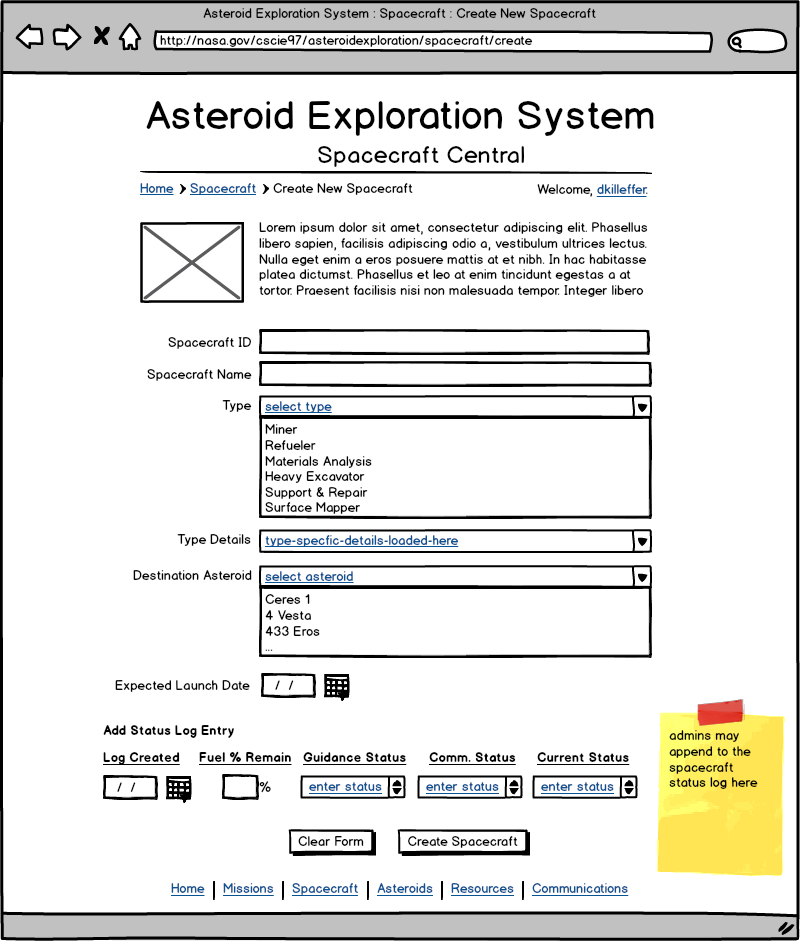 Asteroid Exploration System : Spacecraft : Create New Spacecraft
http://nasa.gov/cscie97/asteroidexploration/spacecraft/create
Asteroid Exploration System
Spacecraft Central
Home Spacecraft Create New Spacecraft Welcome, dkilleffer.
Lorem ipsum dolor sit amet, consectetur adipiscing elit. Phasellus
libero sapien, facilisis adipiscing odio a, vestibulum ultrices lectus.
Nulla eget enim a eros posuere mattis at et nibh. In hac habitasse
platea dictumst. Phasellus et leo at enim tincidunt egestas a at
tortor. Praesent facilisis nisi non malesuada tempor. Integer libero
Spacecraft ID
Spacecraft Name
Type select type
Miner
Refueler
Materials Analysis
Heavy Excavator
Support & Repair
Surface Mapper
Type Details type-specfic-details-loaded-here
Destination Asteroid select asteroid
Ceres 1
4 Vesta
433 Eros
...
Expected Launch Date / /
Add Status Log Entry
Log Created Fuel % Remain Guidance Status Comm. Status Current Status
/ / % enter status enter status enter status
admins may
append to the
spacecraft
status log here
Clear Form Create Spacecraft
Home | Missions | Spacecraft | Asteroids | Resources | Communications